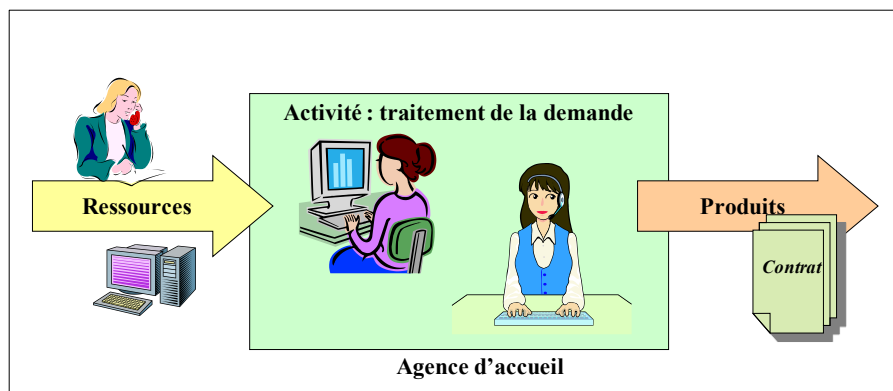 Activité : traitement de la demande
Ressources
Produits
Contrat
Agence d’accueil